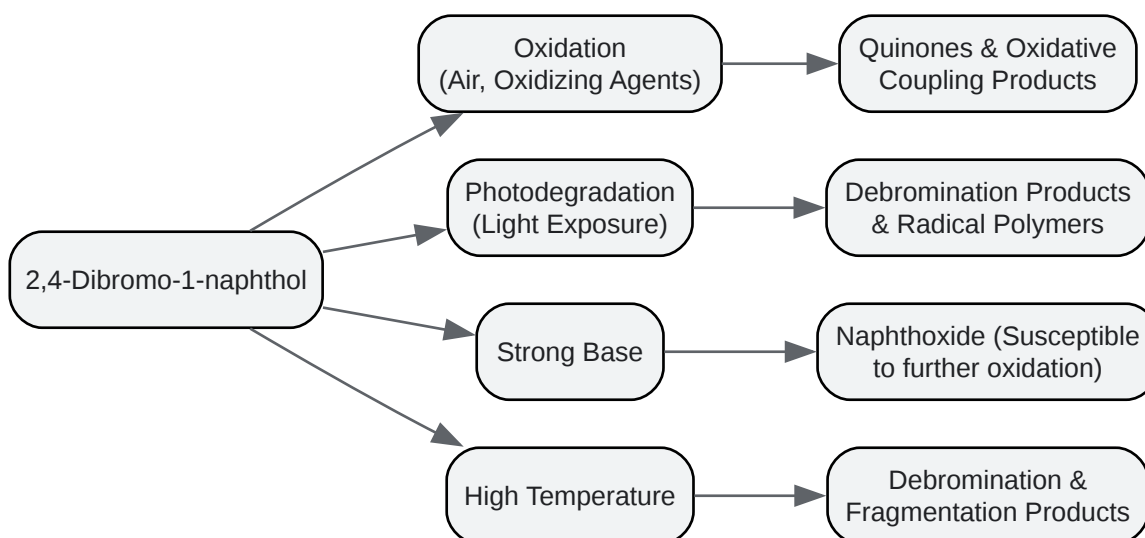 Oxidation
(Air, Oxidizing Agents)
Quinones & Oxidative
Coupling Products
Photodegradation
(Light Exposure)
Debromination Products
& Radical Polymers
2,4-Dibromo-1-naphthol
Strong Base
Naphthoxide (Susceptible
to further oxidation)
High Temperature
Debromination &
Fragmentation Products